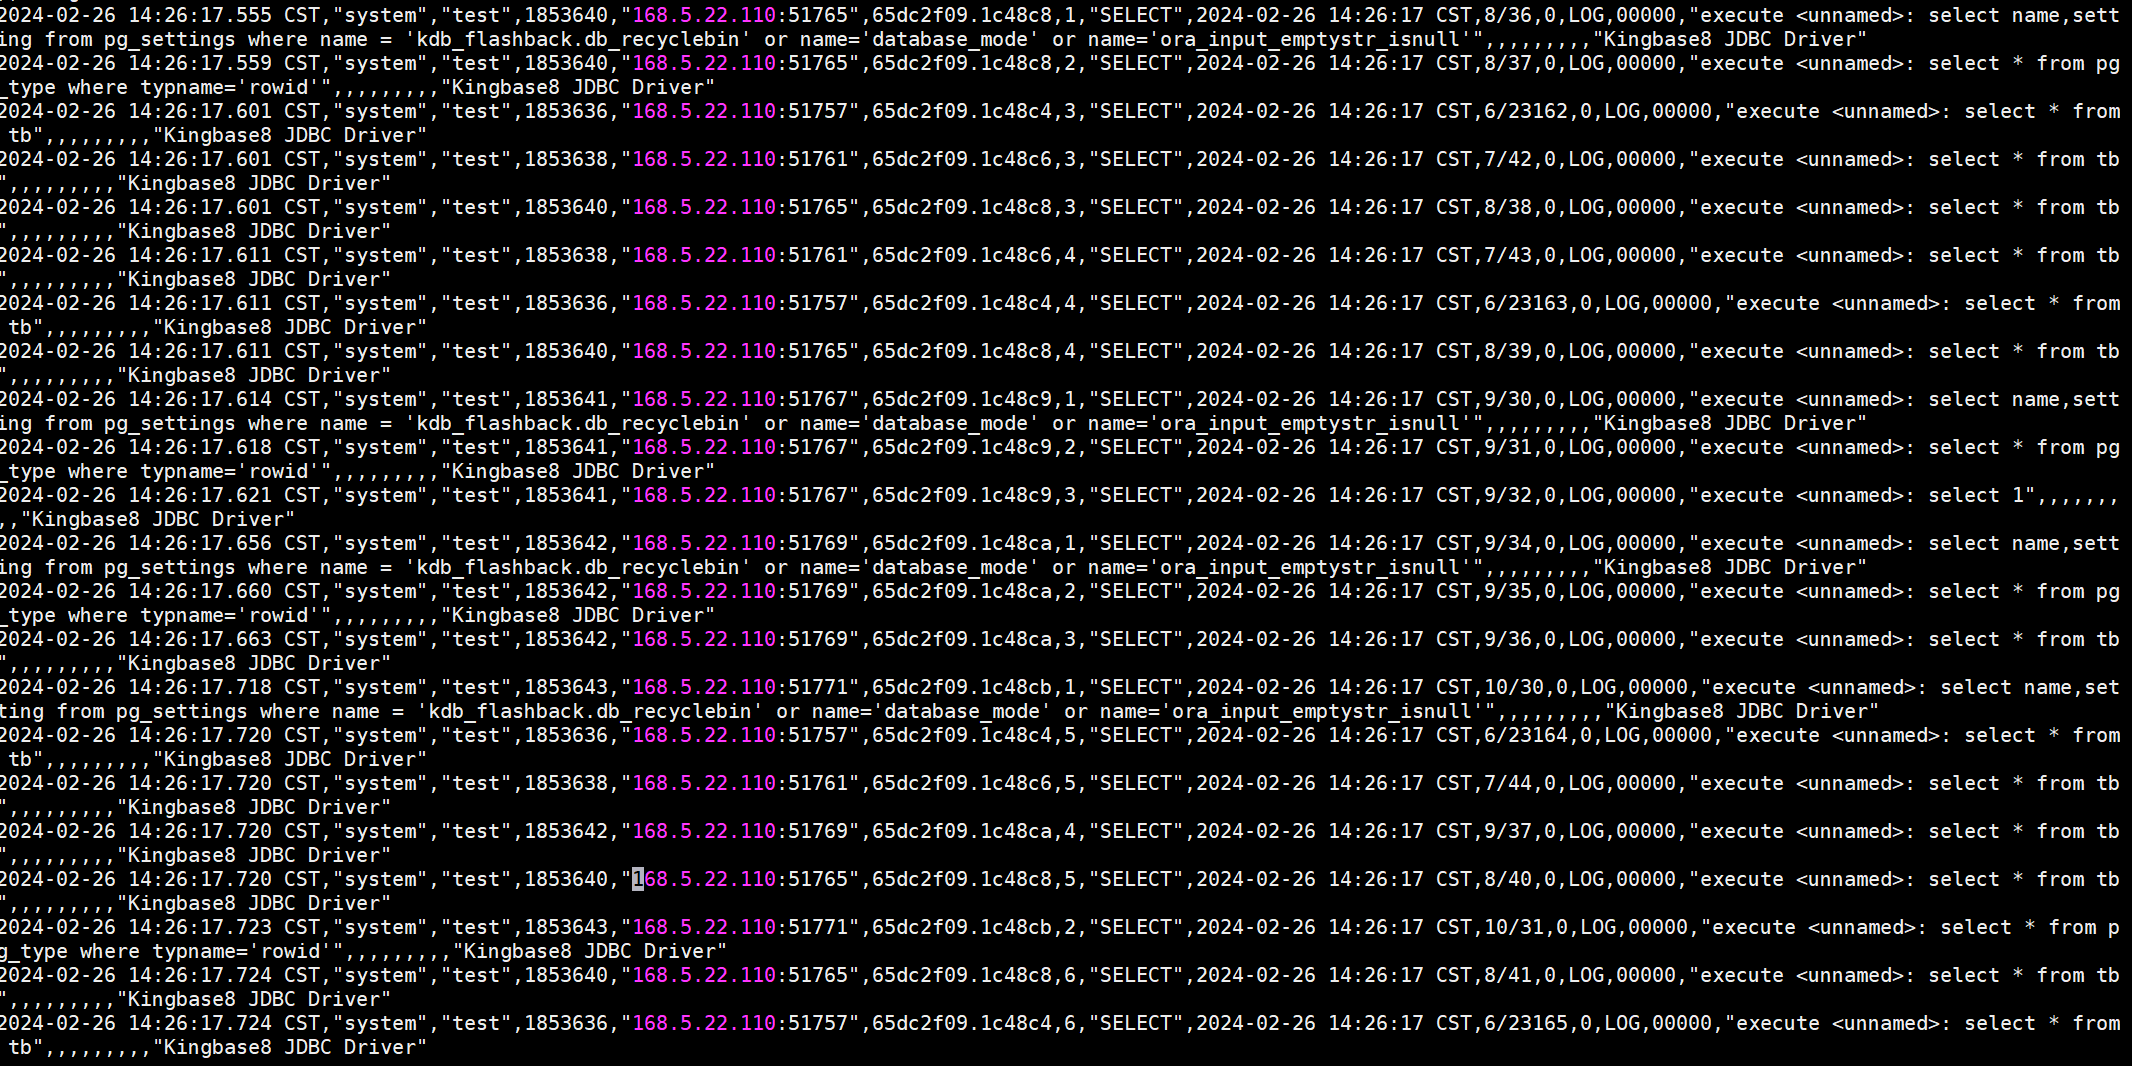 2024-02-26 14:26:17.555 CST,"system","test",1853640,"168.5.22.110:51765",65dc2f09.1c48c8,1,"SELECT",2024-02-26 14:26:17 CST,8/36,0,LOG,00000,"execute <unnamed>: select name,sett
ing from pg_settings where name = 'kdb_flashback.db_recyclebin' or name='database_mode' or name='ora_input_emptystr_isnull'",,,,,,,,,"Kingbase8 JDBC Driver"
2024-02-26 14:26:17.559 CST,"system","test",1853640,"168.5.22.110:51765",65dc2f09.1c48c8,2,"SELECT",2024-02-26 14:26:17 CST,8/37,0,LOG,00000,"execute <unnamed>: select * from pg
_type where typname='rowid'",,,,,,,,,"Kingbase8 JDBC Driver"
2024-02-26 14:26:17.601 CST,"system","test",1853636,"168.5.22.110:51757",65dc2f09.1c48c4,3,"SELECT",2024-02-26 14:26:17 CST,6/23162,0,LOG,00000,"execute <unnamed>: select * from
 tb",,,,,,,,,"Kingbase8 JDBC Driver"
2024-02-26 14:26:17.601 CST,"system","test",1853638,"168.5.22.110:51761",65dc2f09.1c48c6,3,"SELECT",2024-02-26 14:26:17 CST,7/42,0,LOG,00000,"execute <unnamed>: select * from tb
",,,,,,,,,"Kingbase8 JDBC Driver"
2024-02-26 14:26:17.601 CST,"system","test",1853640,"168.5.22.110:51765",65dc2f09.1c48c8,3,"SELECT",2024-02-26 14:26:17 CST,8/38,0,LOG,00000,"execute <unnamed>: select * from tb
",,,,,,,,,"Kingbase8 JDBC Driver"
2024-02-26 14:26:17.611 CST,"system","test",1853638,"168.5.22.110:51761",65dc2f09.1c48c6,4,"SELECT",2024-02-26 14:26:17 CST,7/43,0,LOG,00000,"execute <unnamed>: select * from tb
",,,,,,,,,"Kingbase8 JDBC Driver"
2024-02-26 14:26:17.611 CST,"system","test",1853636,"168.5.22.110:51757",65dc2f09.1c48c4,4,"SELECT",2024-02-26 14:26:17 CST,6/23163,0,LOG,00000,"execute <unnamed>: select * from
 tb",,,,,,,,,"Kingbase8 JDBC Driver"
2024-02-26 14:26:17.611 CST,"system","test",1853640,"168.5.22.110:51765",65dc2f09.1c48c8,4,"SELECT",2024-02-26 14:26:17 CST,8/39,0,LOG,00000,"execute <unnamed>: select * from tb
",,,,,,,,,"Kingbase8 JDBC Driver"
2024-02-26 14:26:17.614 CST,"system","test",1853641,"168.5.22.110:51767",65dc2f09.1c48c9,1,"SELECT",2024-02-26 14:26:17 CST,9/30,0,LOG,00000,"execute <unnamed>: select name,sett
ing from pg_settings where name = 'kdb_flashback.db_recyclebin' or name='database_mode' or name='ora_input_emptystr_isnull'",,,,,,,,,"Kingbase8 JDBC Driver"
2024-02-26 14:26:17.618 CST,"system","test",1853641,"168.5.22.110:51767",65dc2f09.1c48c9,2,"SELECT",2024-02-26 14:26:17 CST,9/31,0,LOG,00000,"execute <unnamed>: select * from pg
_type where typname='rowid'",,,,,,,,,"Kingbase8 JDBC Driver"
2024-02-26 14:26:17.621 CST,"system","test",1853641,"168.5.22.110:51767",65dc2f09.1c48c9,3,"SELECT",2024-02-26 14:26:17 CST,9/32,0,LOG,00000,"execute <unnamed>: select 1",,,,,,,
,,"Kingbase8 JDBC Driver"
2024-02-26 14:26:17.656 CST,"system","test",1853642,"168.5.22.110:51769",65dc2f09.1c48ca,1,"SELECT",2024-02-26 14:26:17 CST,9/34,0,LOG,00000,"execute <unnamed>: select name,sett
ing from pg_settings where name = 'kdb_flashback.db_recyclebin' or name='database_mode' or name='ora_input_emptystr_isnull'",,,,,,,,,"Kingbase8 JDBC Driver"
2024-02-26 14:26:17.660 CST,"system","test",1853642,"168.5.22.110:51769",65dc2f09.1c48ca,2,"SELECT",2024-02-26 14:26:17 CST,9/35,0,LOG,00000,"execute <unnamed>: select * from pg
_type where typname='rowid'",,,,,,,,,"Kingbase8 JDBC Driver"
2024-02-26 14:26:17.663 CST,"system","test",1853642,"168.5.22.110:51769",65dc2f09.1c48ca,3,"SELECT",2024-02-26 14:26:17 CST,9/36,0,LOG,00000,"execute <unnamed>: select * from tb
",,,,,,,,,"Kingbase8 JDBC Driver"
2024-02-26 14:26:17.718 CST,"system","test",1853643,"168.5.22.110:51771",65dc2f09.1c48cb,1,"SELECT",2024-02-26 14:26:17 CST,10/30,0,LOG,00000,"execute <unnamed>: select name,set
ting from pg_settings where name = 'kdb_flashback.db_recyclebin' or name='database_mode' or name='ora_input_emptystr_isnull'",,,,,,,,,"Kingbase8 JDBC Driver"
2024-02-26 14:26:17.720 CST,"system","test",1853636,"168.5.22.110:51757",65dc2f09.1c48c4,5,"SELECT",2024-02-26 14:26:17 CST,6/23164,0,LOG,00000,"execute <unnamed>: select * from
 tb",,,,,,,,,"Kingbase8 JDBC Driver"
2024-02-26 14:26:17.720 CST,"system","test",1853638,"168.5.22.110:51761",65dc2f09.1c48c6,5,"SELECT",2024-02-26 14:26:17 CST,7/44,0,LOG,00000,"execute <unnamed>: select * from tb
",,,,,,,,,"Kingbase8 JDBC Driver"
2024-02-26 14:26:17.720 CST,"system","test",1853642,"168.5.22.110:51769",65dc2f09.1c48ca,4,"SELECT",2024-02-26 14:26:17 CST,9/37,0,LOG,00000,"execute <unnamed>: select * from tb
",,,,,,,,,"Kingbase8 JDBC Driver"
2024-02-26 14:26:17.720 CST,"system","test",1853640,"168.5.22.110:51765",65dc2f09.1c48c8,5,"SELECT",2024-02-26 14:26:17 CST,8/40,0,LOG,00000,"execute <unnamed>: select * from tb
",,,,,,,,,"Kingbase8 JDBC Driver"
2024-02-26 14:26:17.723 CST,"system","test",1853643,"168.5.22.110:51771",65dc2f09.1c48cb,2,"SELECT",2024-02-26 14:26:17 CST,10/31,0,LOG,00000,"execute <unnamed>: select * from p
g_type where typname='rowid'",,,,,,,,,"Kingbase8 JDBC Driver"
2024-02-26 14:26:17.724 CST,"system","test",1853640,"168.5.22.110:51765",65dc2f09.1c48c8,6,"SELECT",2024-02-26 14:26:17 CST,8/41,0,LOG,00000,"execute <unnamed>: select * from tb
",,,,,,,,,"Kingbase8 JDBC Driver"
2024-02-26 14:26:17.724 CST,"system","test",1853636,"168.5.22.110:51757",65dc2f09.1c48c4,6,"SELECT",2024-02-26 14:26:17 CST,6/23165,0,LOG,00000,"execute <unnamed>: select * from
 tb",,,,,,,,,"Kingbase8 JDBC Driver"